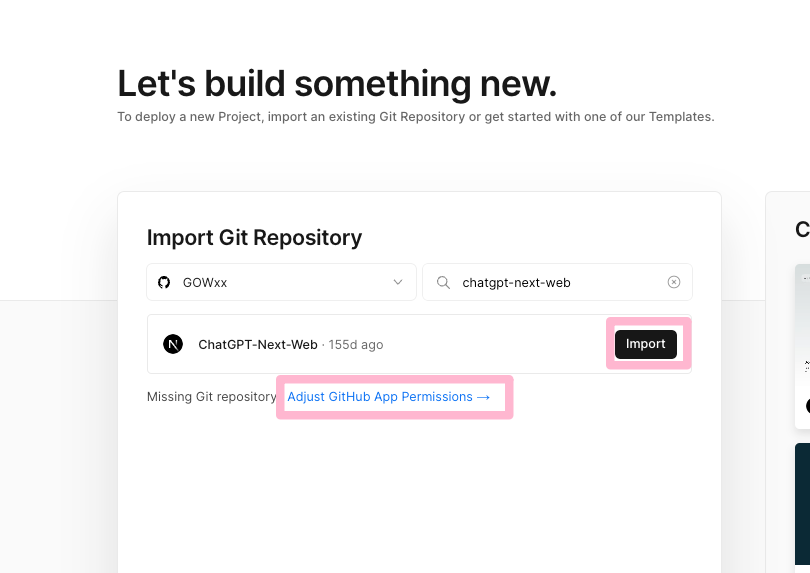 Let's build something new.
To deploy a new Project, import an existing Git Repository or get started with one of our Templates.
Import Git Repository
GOWxx
chatgpt-next-web
ChatGPT-Next-Web · 155d ago
Import
Missing Git repository
Adjust GitHub App Permissions →
C